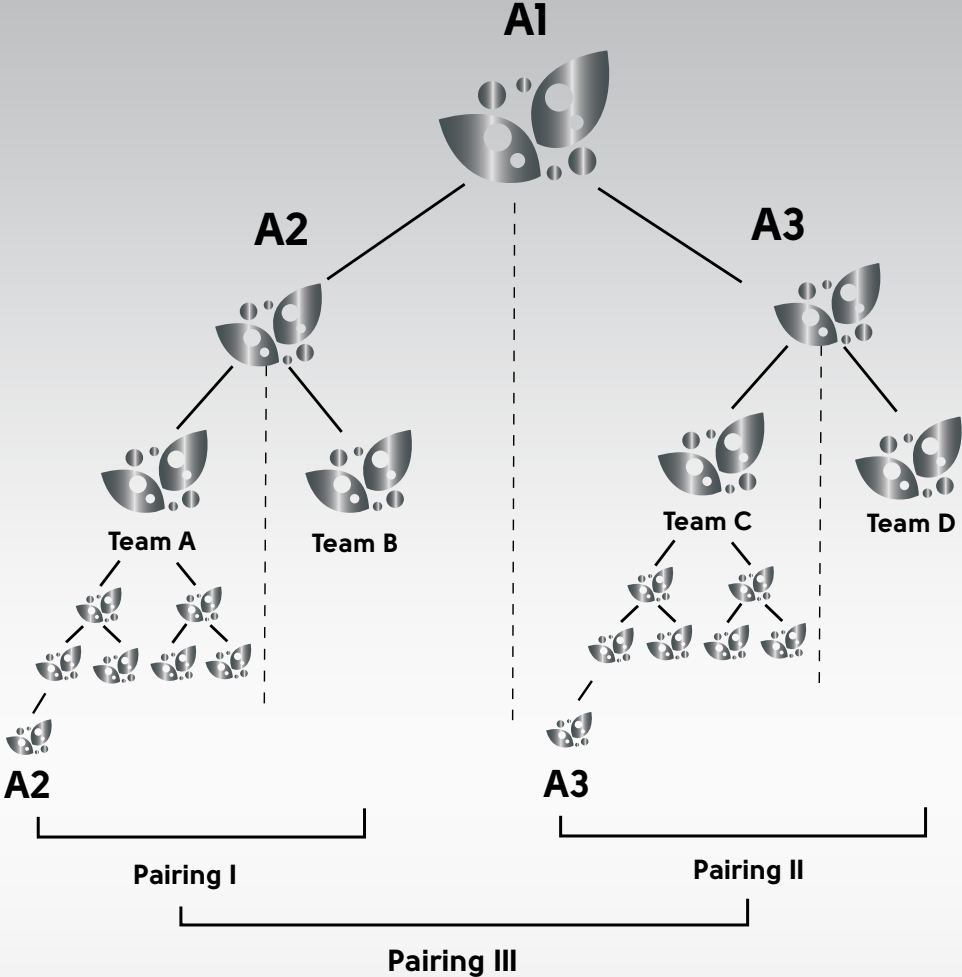 A1
A2
A3
Team A
Team B
Team C
Team D
A2
A3
Pairing I
Pairing II
Pairing III